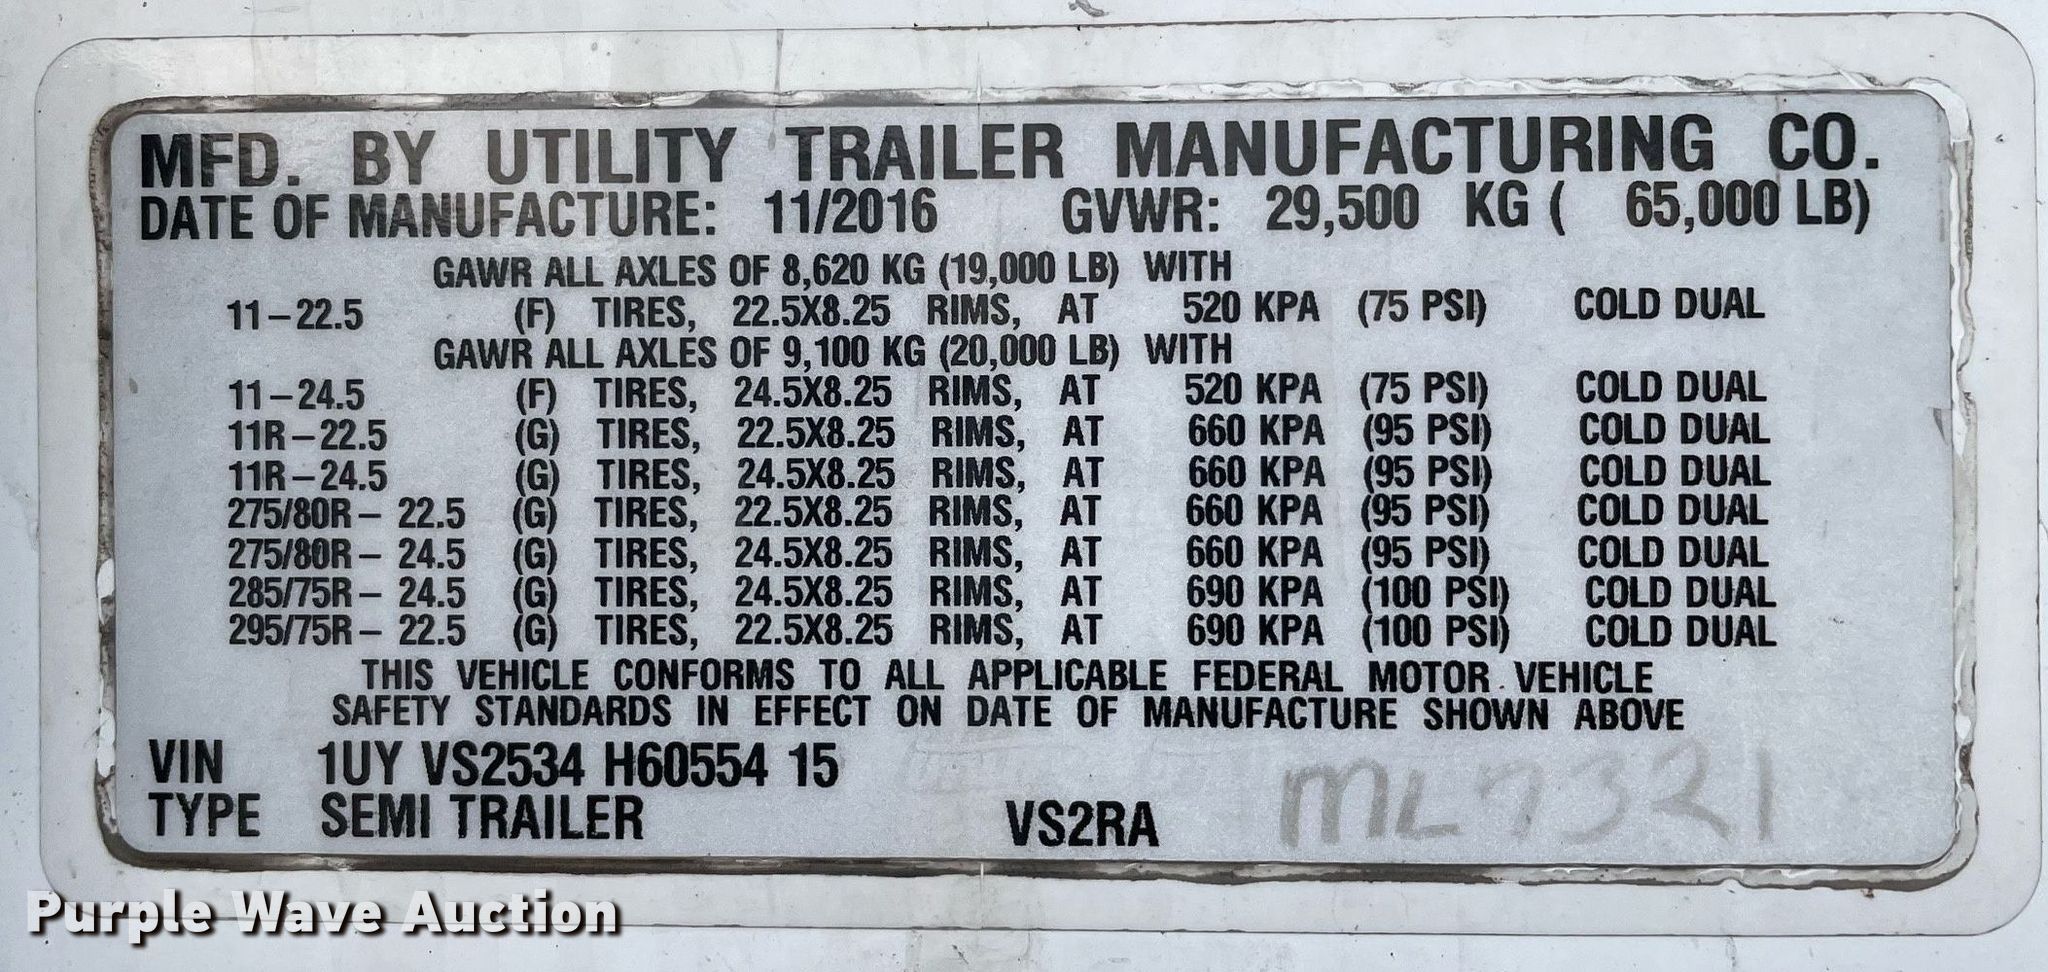 MFD. BY UTILITY TRAILER MANUFACTURING CO.
DATE OF MANUFACTURE: 11/2016 GVWR: 29,500 KG ( 65,000 LB)
GAWR ALL AXLES OF 8,620 KG (19,000 LB) WITH
11-22.5 (F) TIRES, 22.5X8.25 RIMS, AT 520 KPA (75 PSI) COLD DUAL
GAWR ALL AXLES OF 9,100 KG (20,000 LB) WITH
11-24.5 (F) TIRES, 24.5X8.25 RIMS, AT 520 KPA (75 PSI) COLD DUAL
11R-22.5 (G) TIRES, 22.5X8.25 RIMS, AT 660 KPA (95 PSI) COLD DUAL
11R-24.5 (G) TIRES, 24.5X8.25 RIMS, AT 660 KPA (95 PSI) COLD DUAL
275/80R- 22.5 (G) TIRES, 22.5X8.25 RIMS, AT 660 KPA (95 PSI) COLD DUAL
275/80R- 24.5 (G) TIRES, 24.5X8.25 RIMS, AT 660 KPA (95 PSI) COLD DUAL
285/75R- 24.5 (G) TIRES, 24.5X8.25 RIMS, AT 690 KPA (100 PSI) COLD DUAL
295/75R- 22.5 (G) TIRES, 22.5X8.25 RIMS, AT 690 KPA (100 PSI) COLD DUAL
THIS VEHICLE CONFORMS TO ALL APPLICABLE FEDERAL MOTOR VEHICLE
SAFETY STANDARDS IN EFFECT ON DATE OF MANUFACTURE SHOWN ABOVE
VIN 1UY VS2534 H60554 15
TYPE SEMI TRAILER VS2RA ML7321
Purple Wave Auction